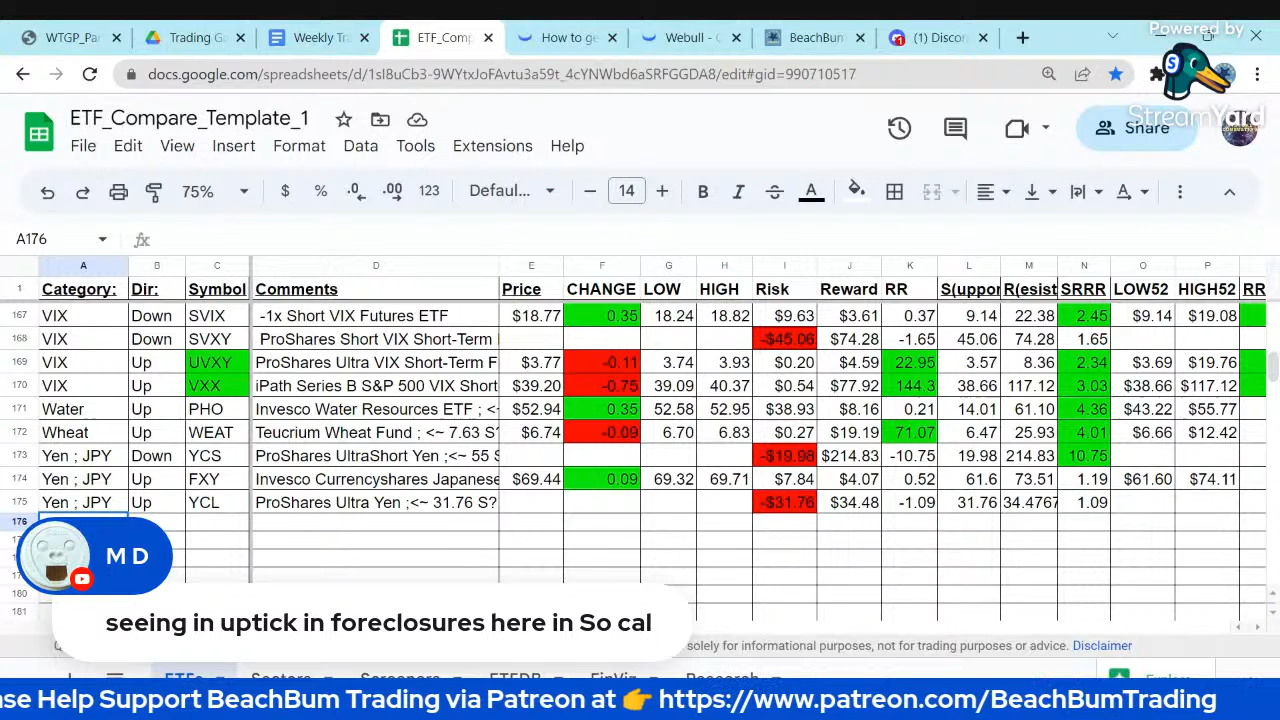 Powered by
StreamYard
WTGP_Par
Trading Ga
Weekly Tra
ETF_Comp
How to ge
Webull - C
BeachBum
(1) Discor
docs.google.com/spreadsheets/d/1sI8uCb3-9WYtxJoFAvtu3a59t_4cYNWbd6aSRFGGDA8/edit#gid=990710517
ETF_Compare_Template_1
File Edit View Insert Format Data Tools Extensions Help
Share
75% $ % .0 .00 123 Defaul... 14 B I A
A176 fx
A B C D E F G H I J K L M N O P
1 Category: Dir: Symbol Comments Price CHANGE LOW HIGH Risk Reward RR S(uppor R(esist SRRR LOW52 HIGH52 RR
167 VIX Down SVIX -1x Short VIX Futures ETF $18.77 0.35 18.24 18.82 $9.63 $3.61 0.37 9.14 22.38 2.45 $9.14 $19.08
168 VIX Down SVXY ProShares Short VIX Short-Term -$45.06 $74.28 -1.65 45.06 74.28 1.65
169 VIX Up UVXY ProShares Ultra VIX Short-Term F $3.77 -0.11 3.74 3.93 $0.20 $4.59 22.95 3.57 8.36 2.34 $3.69 $19.76
170 VIX Up VXX iPath Series B S&P 500 VIX Short $39.20 -0.75 39.09 40.37 $0.54 $77.92 144.3 38.66 117.12 3.03 $38.66 $117.12
171 Water Up PHO Invesco Water Resources ETF ; <~ $52.94 0.35 52.58 52.95 $38.93 $8.16 0.21 14.01 61.10 4.36 $43.22 $55.77
172 Wheat Up WEAT Teucrium Wheat Fund ; <~ 7.63 S? $6.74 -0.09 6.70 6.83 $0.27 $19.19 71.07 6.47 25.93 4.01 $6.66 $12.42
173 Yen ; JPY Down YCS ProShares UltraShort Yen ;<~ 55 S -$19.98 $214.83 -10.75 19.98 214.83 10.75
174 Yen ; JPY Up FXY Invesco Currencyshares Japanese $69.44 0.09 69.32 69.71 $7.84 $4.07 0.52 61.6 73.51 1.19 $61.60 $74.11
175 Yen ; JPY Up YCL ProShares Ultra Yen ;<~ 31.76 S? -$31.76 $34.48 -1.09 31.76 34.4767 1.09
176
180
181
M D
seeing in uptick in foreclosures here in So cal
solely for informational purposes, not for trading purposes or advice. Disclaimer
ase Help Support BeachBum Trading via Patreon at 👉 https://www.patreon.com/BeachBumTrading